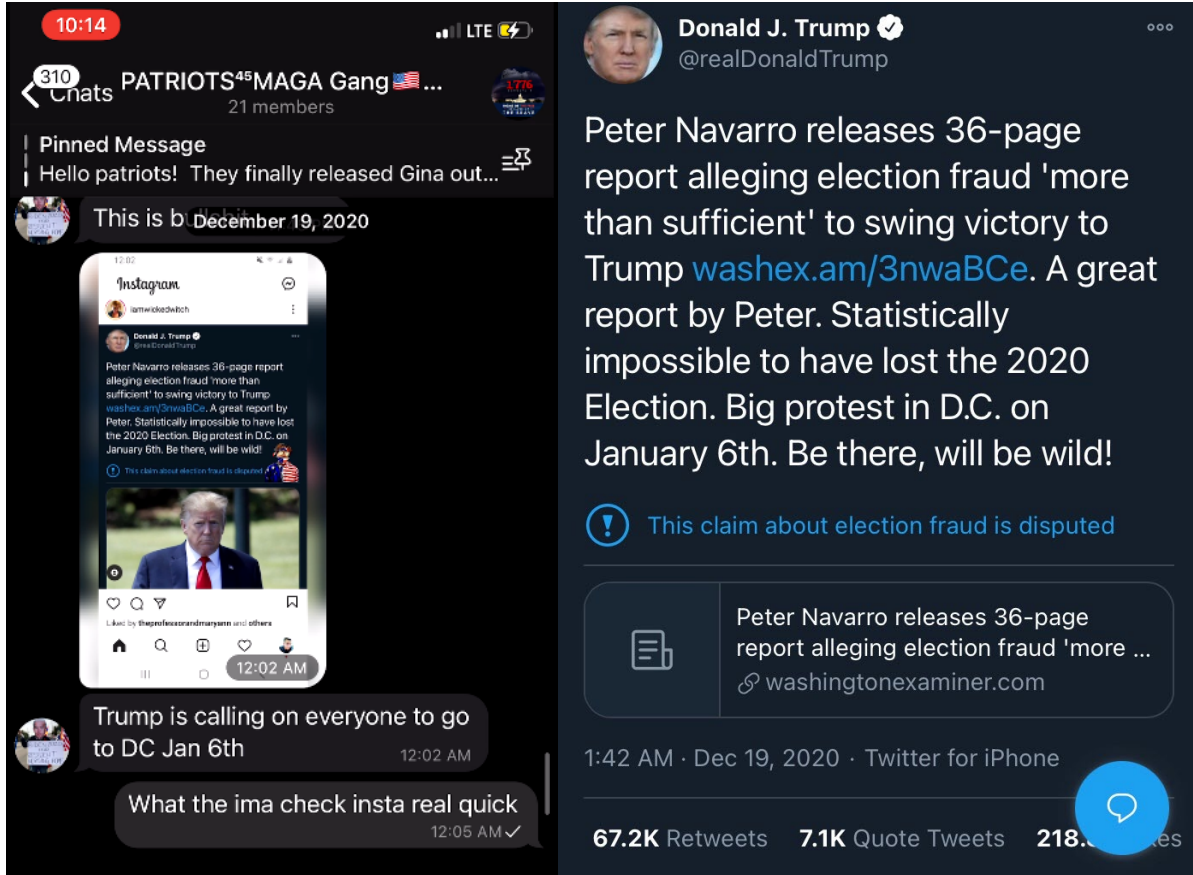 10:14
LTE
310
Chats
PATRIOTS⁴⁵MAGA Gang🇺🇸...
21 members
Pinned Message
Hello patriots! They finally released Gina out...
This is bullshit
December 19, 2020
12:02
Instagram
iamwickedwitch
Donald J. Trump
@realDonaldTrump
Peter Navarro releases 36-page report
alleging election fraud 'more than
sufficient' to swing victory to Trump
washex.am/3nwaBCe. A great report by
Peter. Statistically impossible to have lost
the 2020 Election. Big protest in D.C. on
January 6th. Be there, will be wild!
This claim about election fraud is disputed
Liked by theprofessorandmaryann and others
12:02 AM
Trump is calling on everyone to go
to DC Jan 6th
12:02 AM
What the ima check insta real quick
12:05 AM
Donald J. Trump
@realDonaldTrump
Peter Navarro releases 36-page
report alleging election fraud 'more
than sufficient' to swing victory to
Trump washex.am/3nwaBCe. A great
report by Peter. Statistically
impossible to have lost the 2020
Election. Big protest in D.C. on
January 6th. Be there, will be wild!
This claim about election fraud is disputed
Peter Navarro releases 36-page
report alleging election fraud 'more ...
washingtonexaminer.com
1:42 AM · Dec 19, 2020 · Twitter for iPhone
67.2K Retweets 7.1K Quote Tweets 218.